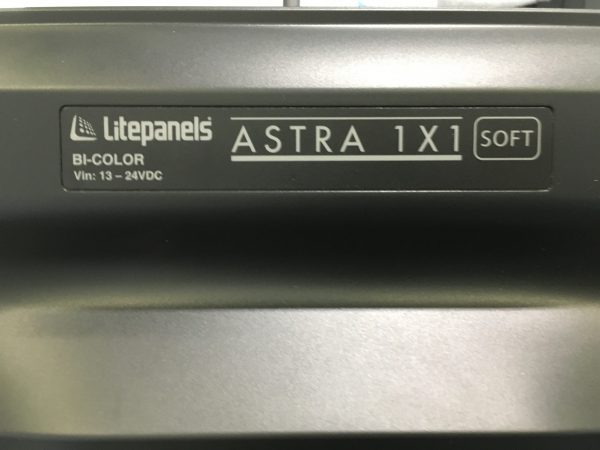 Litepanels®
BI-COLOR
Vin: 13 – 24VDC
ASTRA 1X1
SOFT